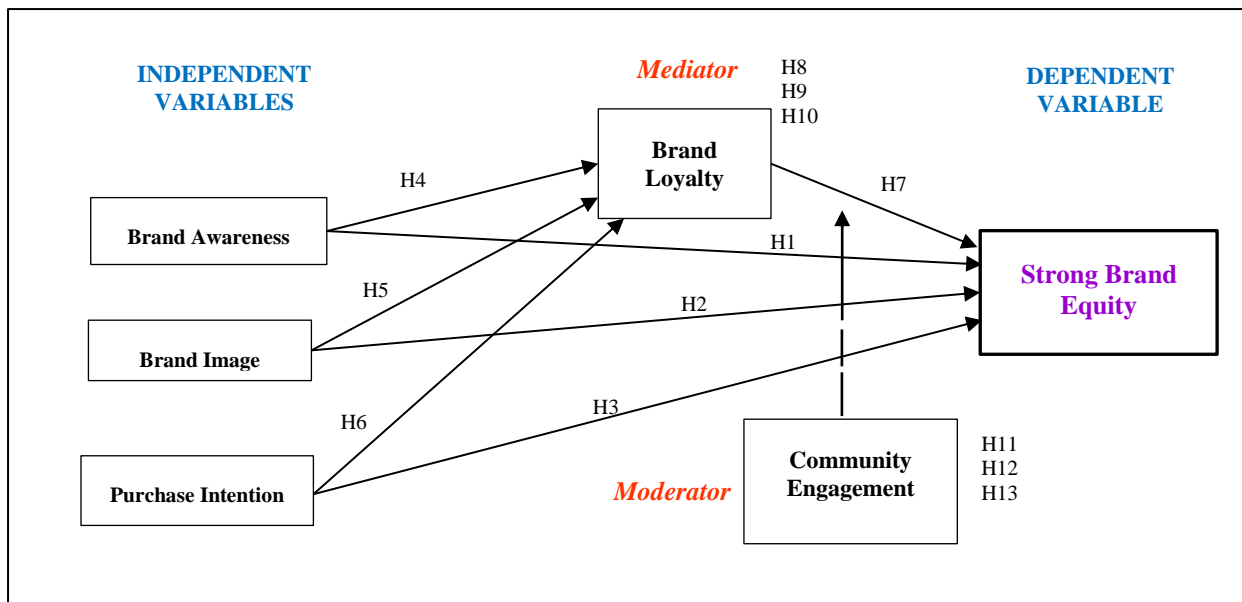 INDEPENDENT
VARIABLES
Mediator
H8
H9
H10
DEPENDENT
VARIABLE
Brand
Loyalty
H4
H7
Brand Awareness
H1
Strong Brand
Equity
H5
H2
Brand Image
H6
H3
Purchase Intention
Moderator
Community
Engagement
H11
H12
H13